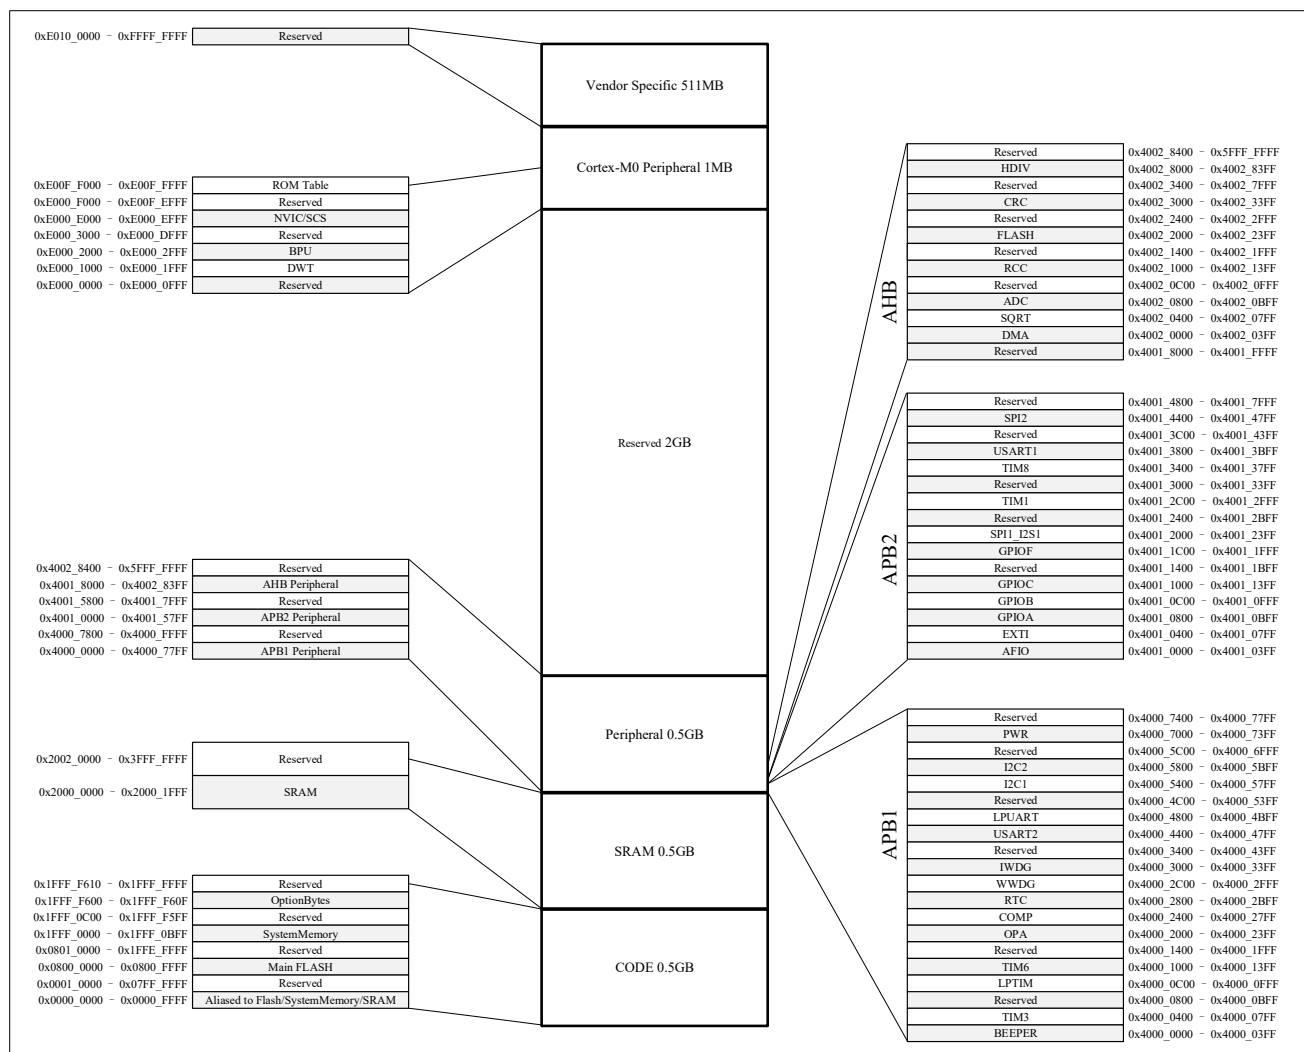 0xE010_0000 - 0xFFFF_FFFF Reserved
0xE00F_F000 - 0xE00F_FFFF ROM Table
0xE000_F000 - 0xE00F_EFFF Reserved
0xE000_E000 - 0xE000_EFFF NVIC/SCS
0xE000_3000 - 0xE000_DFFF Reserved
0xE000_2000 - 0xE000_2FFF BPU
0xE000_1000 - 0xE000_1FFF DWT
0xE000_0000 - 0xE000_0FFF Reserved
0x4002_8400 - 0x5FFF_FFFF Reserved
0x4001_8000 - 0x4002_83FF AHB Peripheral
0x4001_5800 - 0x4001_7FFF Reserved
0x4001_0000 - 0x4001_57FF APB2 Peripheral
0x4000_7800 - 0x4000_FFFF Reserved
0x4000_0000 - 0x4000_77FF APB1 Peripheral
0x2002_0000 - 0x3FFF_FFFF Reserved
0x2000_0000 - 0x2000_1FFF SRAM
0x1FFF_F610 - 0x1FFF_FFFF Reserved
0x1FFF_F600 - 0x1FFF_F60F OptionBytes
0x1FFF_0C00 - 0x1FFF_F5FF Reserved
0x1FFF_0000 - 0x1FFF_0BFF SystemMemory
0x0801_0000 - 0x1FFE_FFFF Reserved
0x0800_0000 - 0x0800_FFFF Main FLASH
0x0001_0000 - 0x07FF_FFFF Reserved
0x0000_0000 - 0x0000_FFFF Aliased to Flash/SystemMemory/SRAM
Vendor Specific 511MB
Cortex-M0 Peripheral 1MB
Reserved 2GB
Peripheral 0.5GB
SRAM 0.5GB
CODE 0.5GB
AHB
Reserved 0x4002_8400 - 0x5FFF_FFFF
HDIV 0x4002_8000 - 0x4002_83FF
Reserved 0x4002_3400 - 0x4002_7FFF
CRC 0x4002_3000 - 0x4002_33FF
Reserved 0x4002_2400 - 0x4002_2FFF
FLASH 0x4002_2000 - 0x4002_23FF
Reserved 0x4002_1400 - 0x4002_1FFF
RCC 0x4002_1000 - 0x4002_13FF
Reserved 0x4002_0C00 - 0x4002_0FFF
ADC 0x4002_0800 - 0x4002_0BFF
SQRT 0x4002_0400 - 0x4002_07FF
DMA 0x4002_0000 - 0x4002_03FF
Reserved 0x4001_8000 - 0x4001_FFFF
APB2
Reserved 0x4001_4800 - 0x4001_7FFF
SPI2 0x4001_4400 - 0x4001_47FF
Reserved 0x4001_3C00 - 0x4001_43FF
USART1 0x4001_3800 - 0x4001_3BFF
TIM8 0x4001_3400 - 0x4001_37FF
Reserved 0x4001_3000 - 0x4001_33FF
TIM1 0x4001_2C00 - 0x4001_2FFF
Reserved 0x4001_2400 - 0x4001_2BFF
SPI1_I2S1 0x4001_2000 - 0x4001_23FF
GPIOF 0x4001_1C00 - 0x4001_1FFF
Reserved 0x4001_1400 - 0x4001_1BFF
GPIOC 0x4001_1000 - 0x4001_13FF
GPIOB 0x4001_0C00 - 0x4001_0FFF
GPIOA 0x4001_0800 - 0x4001_0BFF
EXTI 0x4001_0400 - 0x4001_07FF
AFIO 0x4001_0000 - 0x4001_03FF
APB1
Reserved 0x4000_7400 - 0x4000_77FF
PWR 0x4000_7000 - 0x4000_73FF
Reserved 0x4000_5C00 - 0x4000_6FFF
I2C2 0x4000_5800 - 0x4000_5BFF
I2C1 0x4000_5400 - 0x4000_57FF
Reserved 0x4000_4C00 - 0x4000_53FF
LPUART 0x4000_4800 - 0x4000_4BFF
USART2 0x4000_4400 - 0x4000_47FF
Reserved 0x4000_3400 - 0x4000_43FF
IWDG 0x4000_3000 - 0x4000_33FF
WWDG 0x4000_2C00 - 0x4000_2FFF
RTC 0x4000_2800 - 0x4000_2BFF
COMP 0x4000_2400 - 0x4000_27FF
OPA 0x4000_2000 - 0x4000_23FF
Reserved 0x4000_1400 - 0x4000_1FFF
TIM6 0x4000_1000 - 0x4000_13FF
LPTIM 0x4000_0C00 - 0x4000_0FFF
Reserved 0x4000_0800 - 0x4000_0BFF
TIM3 0x4000_0400 - 0x4000_07FF
BEEPER 0x4000_0000 - 0x4000_03FF